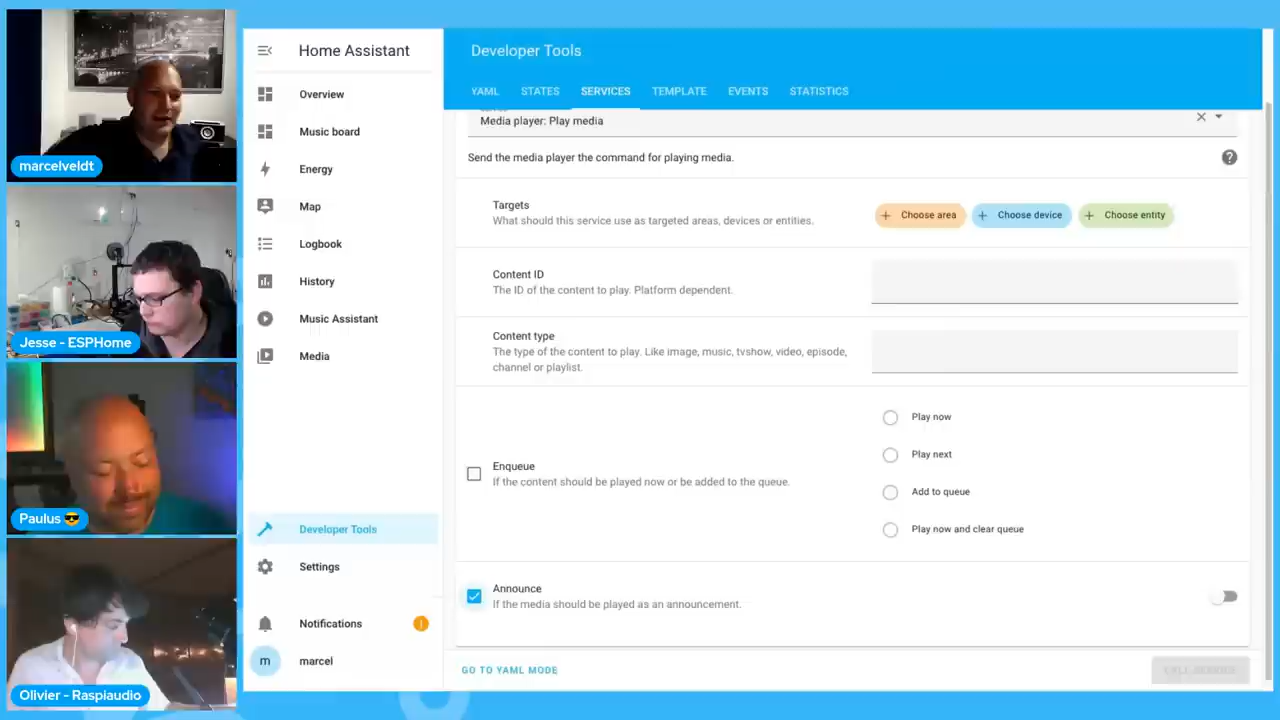 marcelveldt
Jesse - ESPHome
Paulus 😎
Olivier - Raspiaudio
Home Assistant
Overview
Music board
Energy
Map
Logbook
History
Music Assistant
Media
Developer Tools
Settings
Notifications
!
m marcel
Developer Tools
YAML STATES SERVICES TEMPLATE EVENTS STATISTICS
Media player: Play media
Send the media player the command for playing media.
Targets
What should this service use as targeted areas, devices or entities.
+ Choose area + Choose device + Choose entity
Content ID
The ID of the content to play. Platform dependent.
Content type
The type of the content to play. Like image, music, tvshow, video, episode,
channel or playlist.
Enqueue
If the content should be played now or be added to the queue.
Play now
Play next
Add to queue
Play now and clear queue
Announce
If the media should be played as an announcement.
GO TO YAML MODE
CALL SERVICE